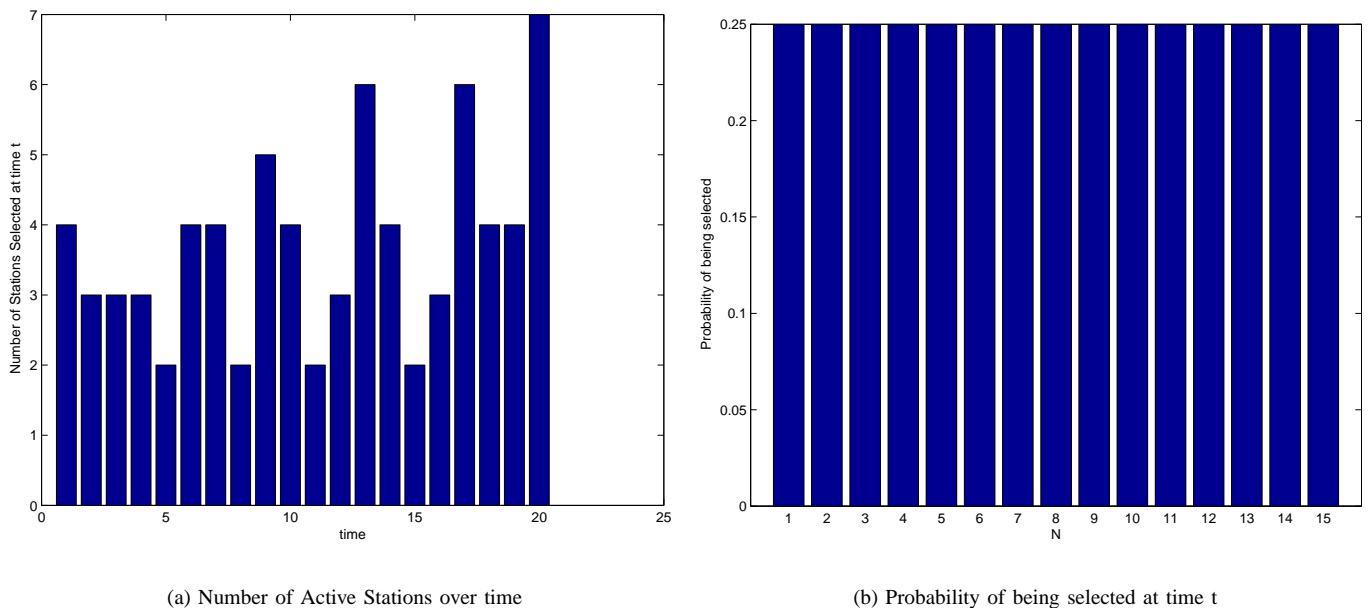 7
6
5
4
3
2
1
0
Number of Stations Selected at time t
0 5 10 15 20 25
time
(a) Number of Active Stations over time
0.25
0.2
0.15
0.1
0.05
0
Probability of being selected
1 2 3 4 5 6 7 8 9 10 11 12 13 14 15
N
(b) Probability of being selected at time t